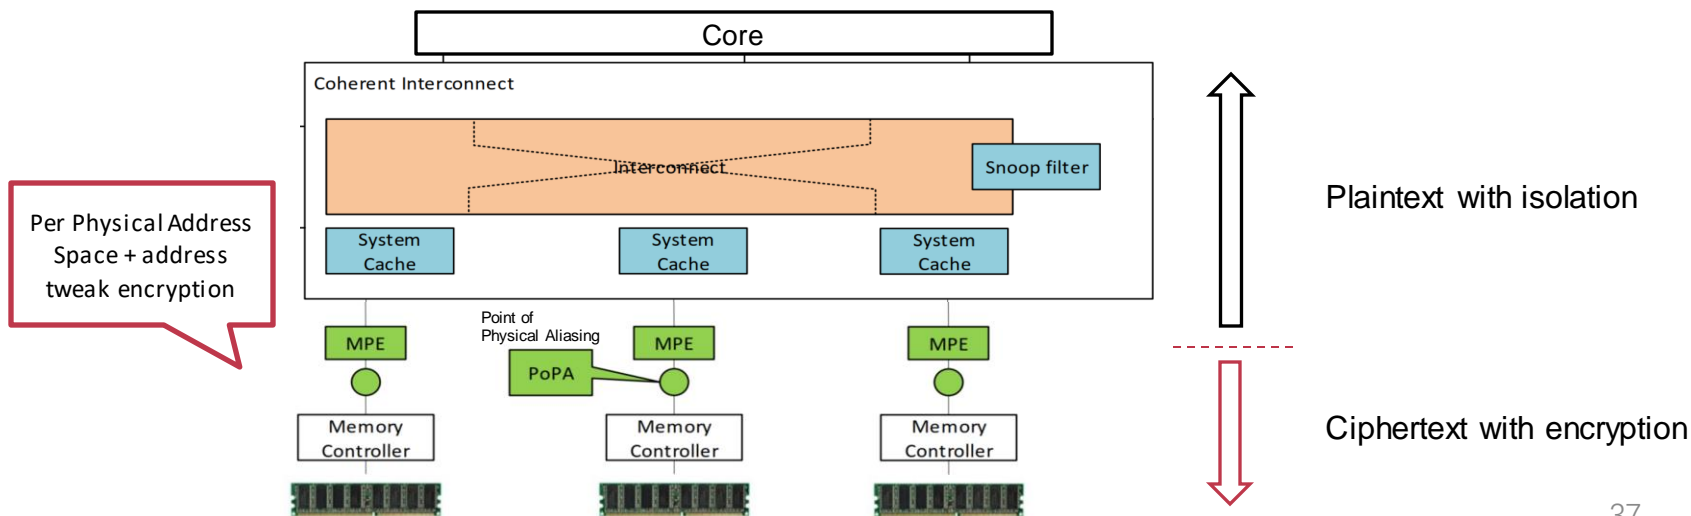 Core
Coherent Interconnect
Interconnect
Snoop filter
System
Cache
System
Cache
System
Cache
Per Physical Address
Space + address
tweak encryption
Plaintext with isolation
Point of
Physical Aliasing
MPE
MPE
MPE
PoPA
Memory
Controller
Memory
Controller
Memory
Controller
Ciphertext with encryption
37